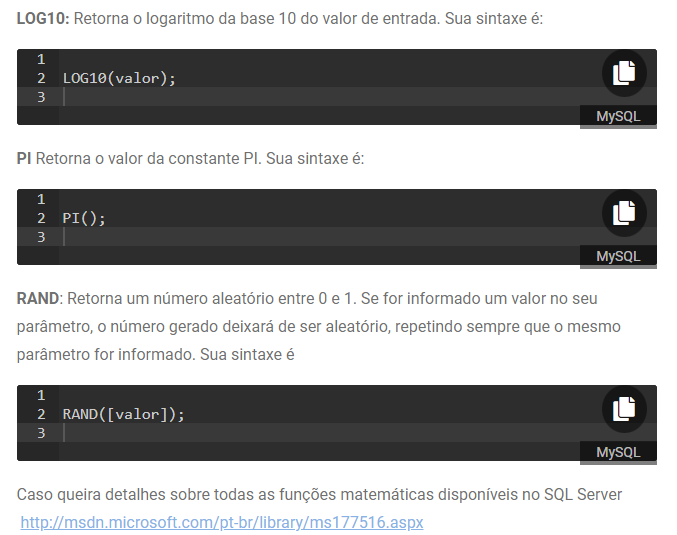 LOG10: Retorna o logaritmo da base 10 do valor de entrada. Sua sintaxe é:
1
2 LOG10(valor);
3
MySQL
PI Retorna o valor da constante PI. Sua sintaxe é:
1
2 PI();
3
MySQL
RAND: Retorna um número aleatório entre 0 e 1. Se for informado um valor no seu
parâmetro, o número gerado deixará de ser aleatório, repetindo sempre que o mesmo
parâmetro for informado. Sua sintaxe é
1
2 RAND([valor]);
3
MySQL
Caso queira detalhes sobre todas as funções matemáticas disponíveis no SQL Server
http://msdn.microsoft.com/pt-br/library/ms177516.aspx